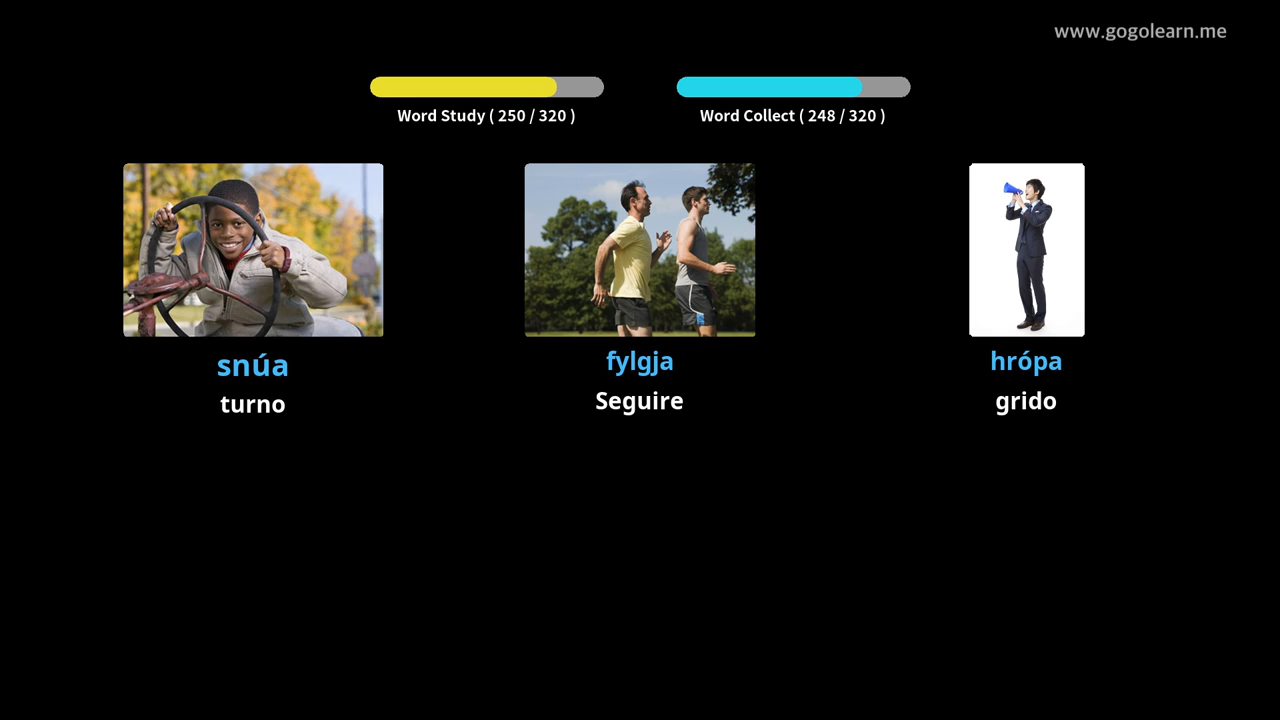 www.gogolearn.me
Word Study ( 250 / 320 )
Word Collect ( 248 / 320 )
snúa
fylgja
hrópa
turno
Seguire
grido